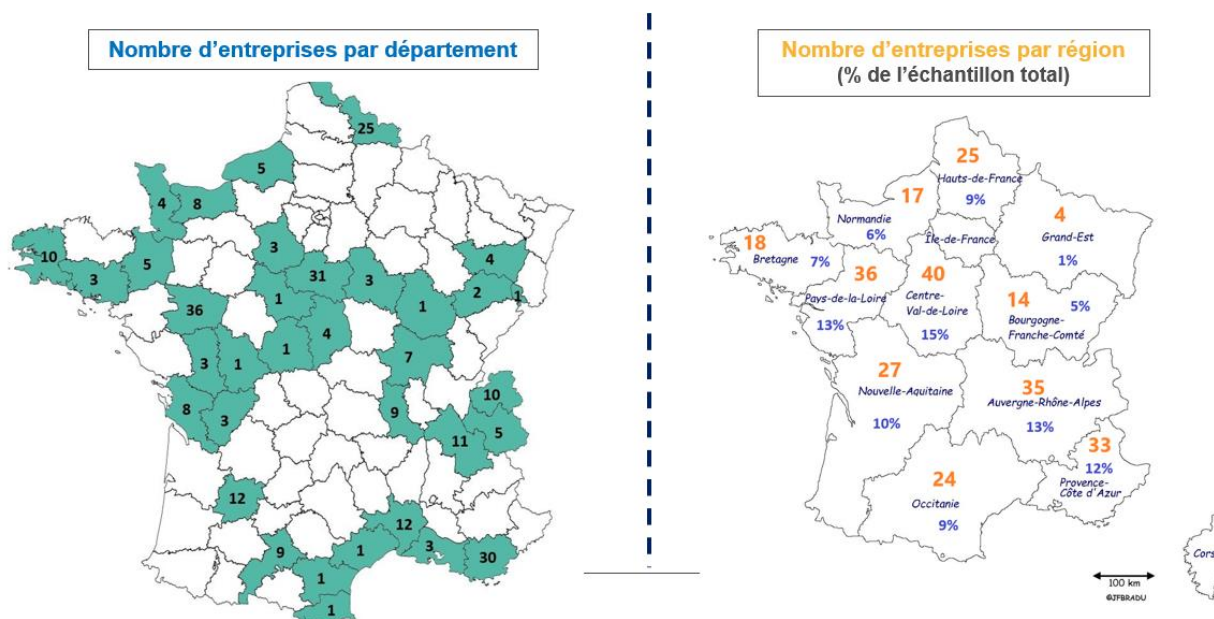 Nombre d’entreprises par département
25
5
4
8
3
10
5
3
31
3
4
2
1
1
1
36
4
1
3
1
7
8
3
9
10
5
11
12
12
9
1
3
30
1
1
Nombre d’entreprises par région
(% de l’échantillon total)
25
Hauts-de-France
9%
17
Normandie
6%
4
Grand-Est
1%
Île-de-France
18
Bretagne
7%
36
Pays-de-la-Loire
13%
40
Centre-
Val-de-Loire
15%
14
5%
Bourgogne-
Franche-Comté
27
Nouvelle-Aquitaine
10%
35
Auvergne-Rhône-Alpes
13%
33
12%
Provence-
Côte d'Azur
24
Occitanie
9%
Cors
100 km
@JFBRADU